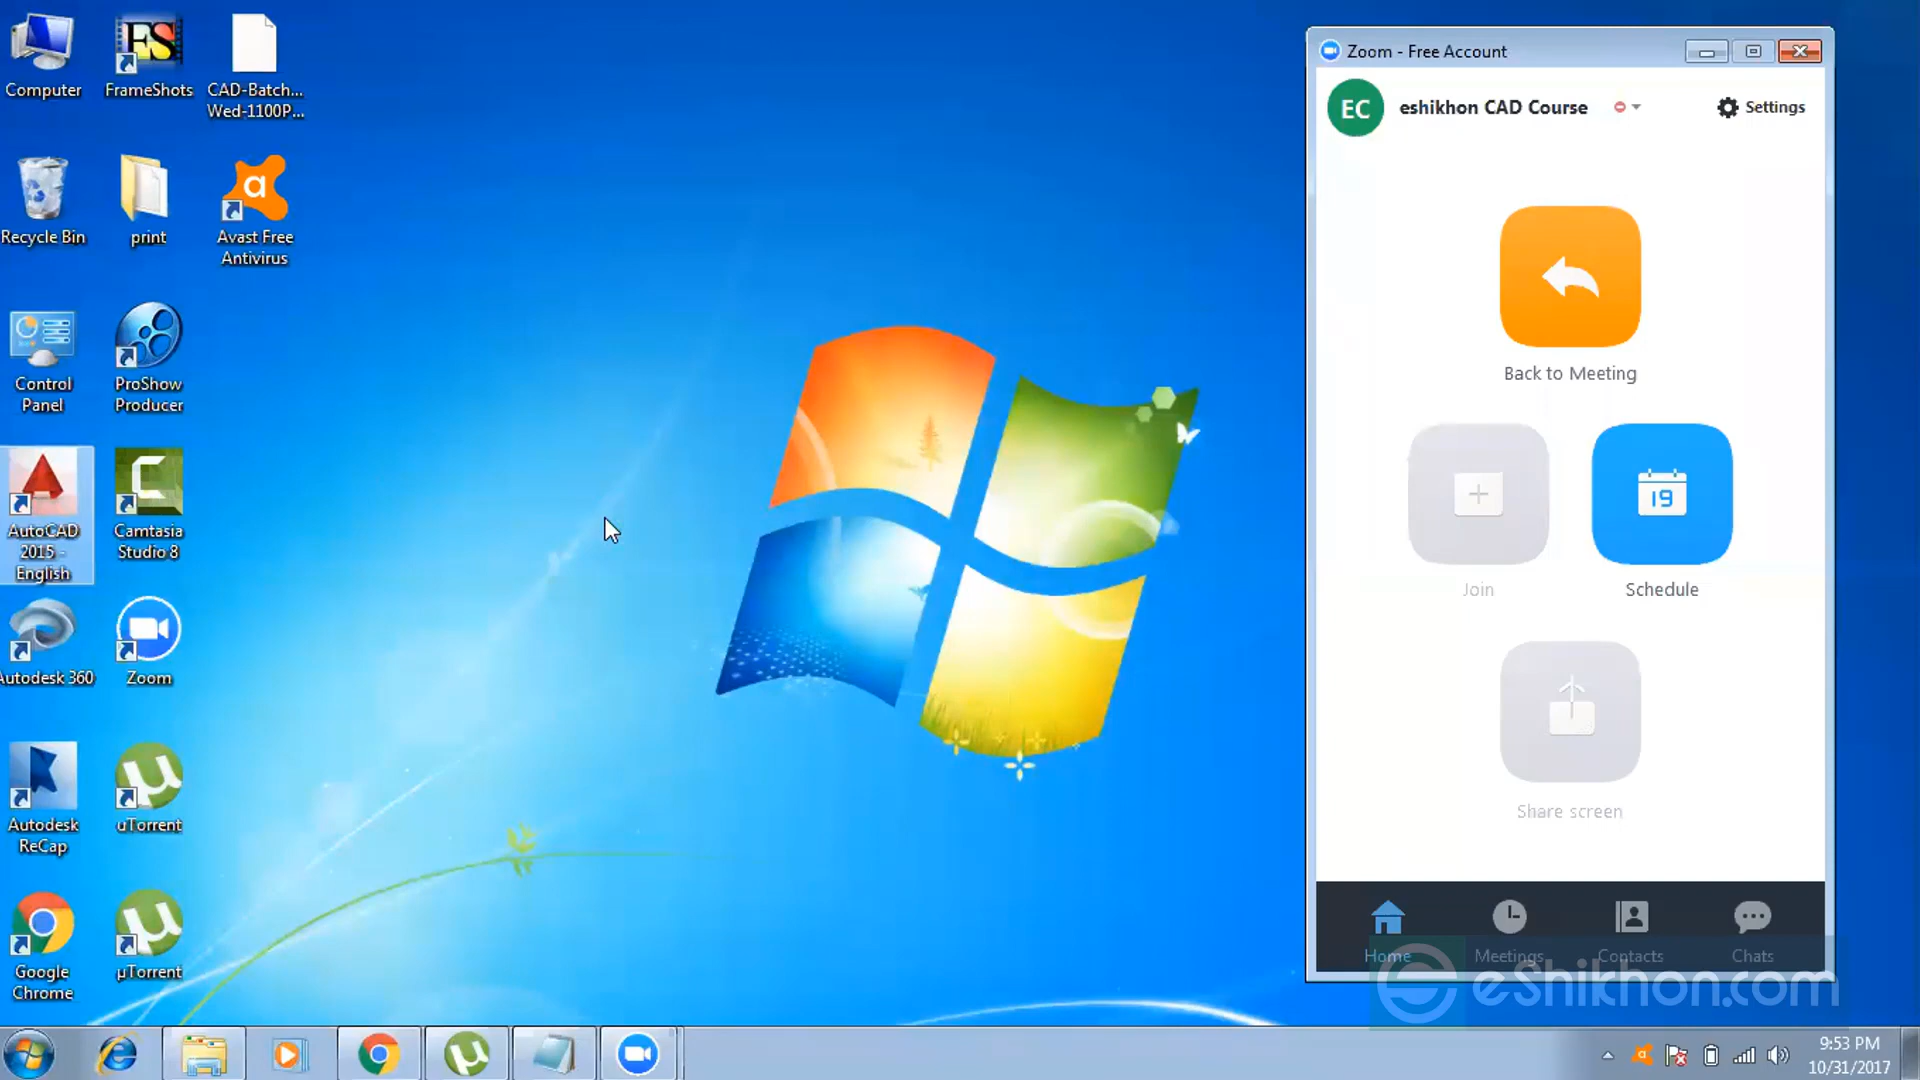 Computer
FrameShots
CAD-Batch...
Wed-1100P...
Recycle Bin
print
Avast Free
Antivirus
Control
Panel
ProShow
Producer
AutoCAD
2015 -
English
Camtasia
Studio 8
Autodesk 360
Zoom
Autodesk
ReCap
uTorrent
Google
Chrome
µTorrent
Zoom - Free Account
EC
eshikhon CAD Course
Settings
Back to Meeting
19
Join
Schedule
Share screen
Home
Meetings
Contacts
Chats
eShikhon.com
9:53 PM
10/31/2017